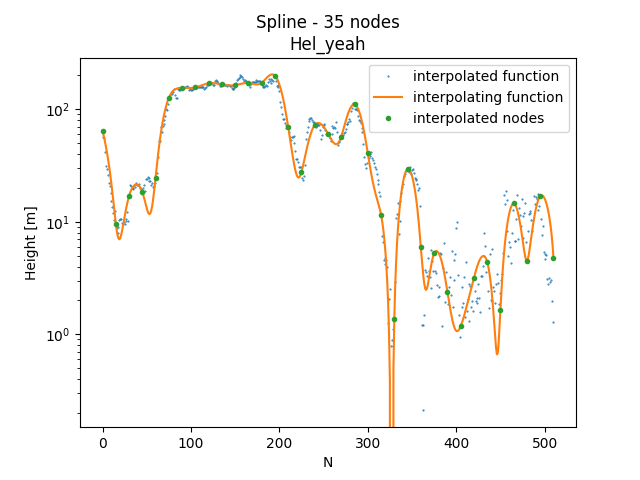 Spline - 35 nodes
Hel_yeah
interpolated function
interpolating function
interpolated nodes
Height [m]
10²
10¹
10⁰
0 100 200 300 400 500
N